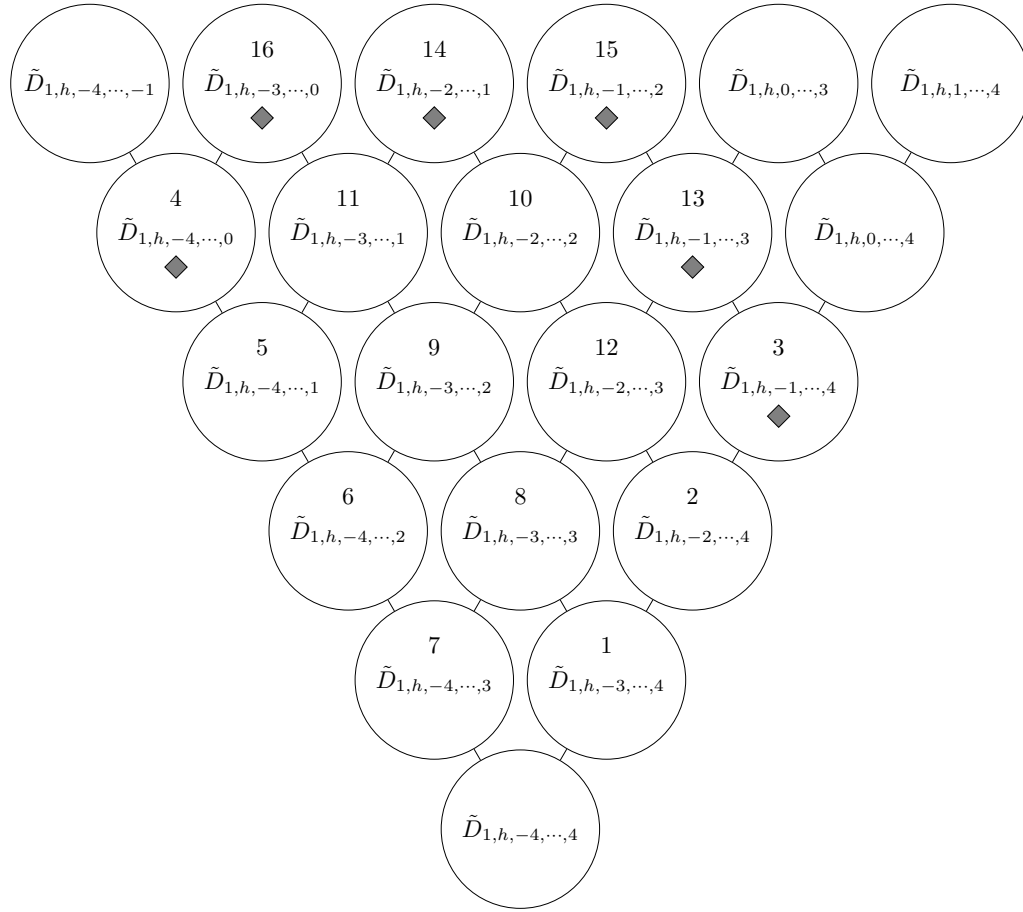 16 14 15
D̃_{1,h,−4,⋯,−1} D̃_{1,h,−3,⋯,0} D̃_{1,h,−2,⋯,1} D̃_{1,h,−1,⋯,2} D̃_{1,h,0,⋯,3} D̃_{1,h,1,⋯,4}
4 11 10 13
D̃_{1,h,−4,⋯,0} D̃_{1,h,−3,⋯,1} D̃_{1,h,−2,⋯,2} D̃_{1,h,−1,⋯,3} D̃_{1,h,0,⋯,4}
5 9 12 3
D̃_{1,h,−4,⋯,1} D̃_{1,h,−3,⋯,2} D̃_{1,h,−2,⋯,3} D̃_{1,h,−1,⋯,4}
6 8 2
D̃_{1,h,−4,⋯,2} D̃_{1,h,−3,⋯,3} D̃_{1,h,−2,⋯,4}
7 1
D̃_{1,h,−4,⋯,3} D̃_{1,h,−3,⋯,4}
D̃_{1,h,−4,⋯,4}